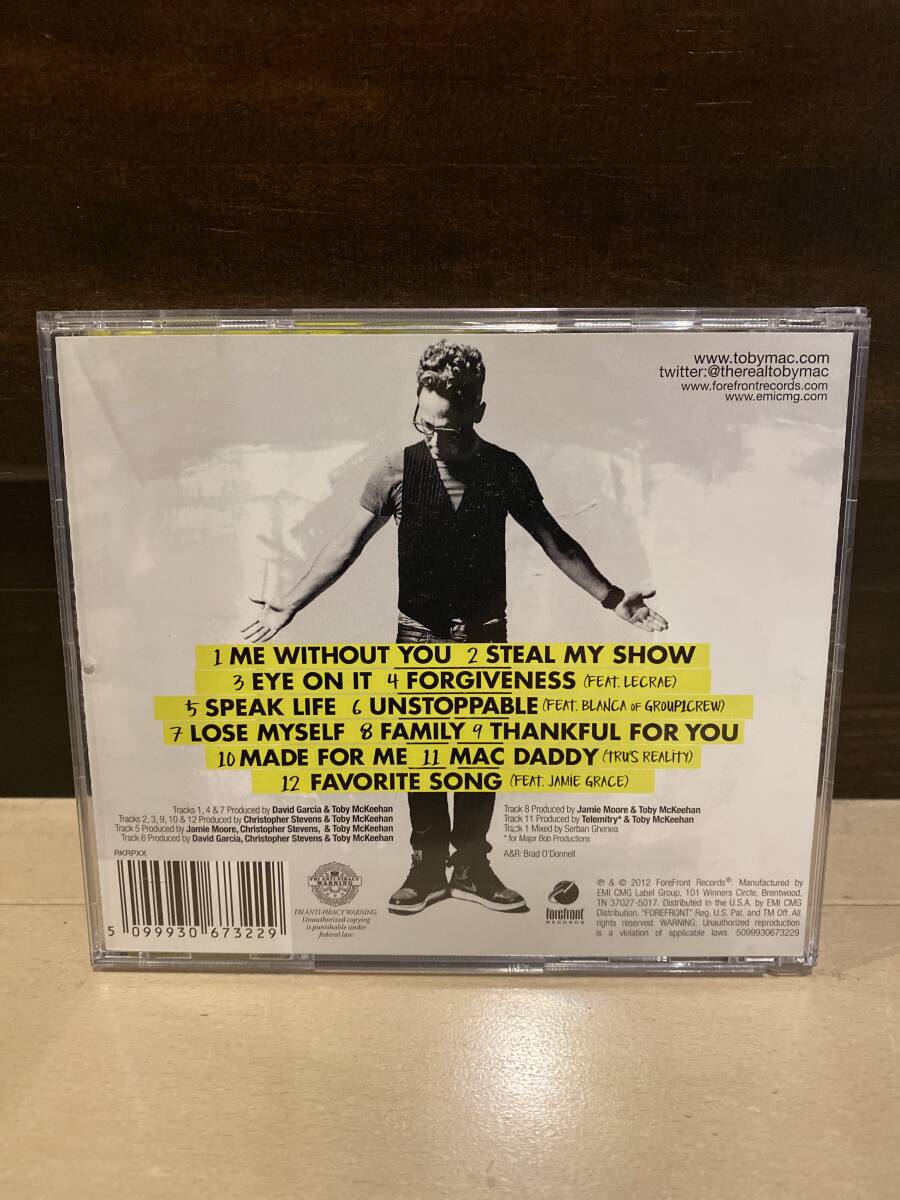 www.tobymac.com
twitter:@therealtobymac
www.forefrontrecords.com
www.emicmg.com
1 ME WITHOUT YOU 2 STEAL MY SHOW
3 EYE ON IT 4 FORGIVENESS (FEAT. LECRAE)
5 SPEAK LIFE 6 UNSTOPPABLE (FEAT. BLANCA OF GROUP1CREW)
7 LOSE MYSELF 8 FAMILY 9 THANKFUL FOR YOU
10 MADE FOR ME 11 MAC DADDY (TRU'S REALITY)
12 FAVORITE SONG (FEAT. JAMIE GRACE)
Tracks 1, 4 & 7 Produced by David Garcia & Toby McKeehan
Tracks 2, 3, 9, 10 & 12 Produced by Christopher Stevens & Toby McKeehan
Track 5 Produced by Jamie Moore, Christopher Stevens, & Toby McKeehan
Track 6 Produced by David Garcia, Christopher Stevens & Toby McKeehan
Track 8 Produced by Jamie Moore & Toby McKeehan
Track 11 Produced by Telemitry* & Toby McKeehan
Track 1 Mixed by Serban Ghenea
* for Major Bob Productions
A&R: Brad O'Donnell
RKRPXX
5 099930 673229
FBI ANTI-PIRACY
WARNING
FBI ANTI-PIRACY WARNING:
Unauthorized copying
is punishable under
federal law.
forefront
RECORDS
℗ & © 2012 ForeFront Records®. Manufactured by
EMI CMG Label Group, 101 Winners Circle, Brentwood,
TN 37027-5017. Distributed in the U.S.A. by EMI CMG
Distribution. "FOREFRONT" Reg. U.S. Pat. and TM Off. All
rights reserved. WARNING: Unauthorized reproduction
is a violation of applicable laws. 5099930673229